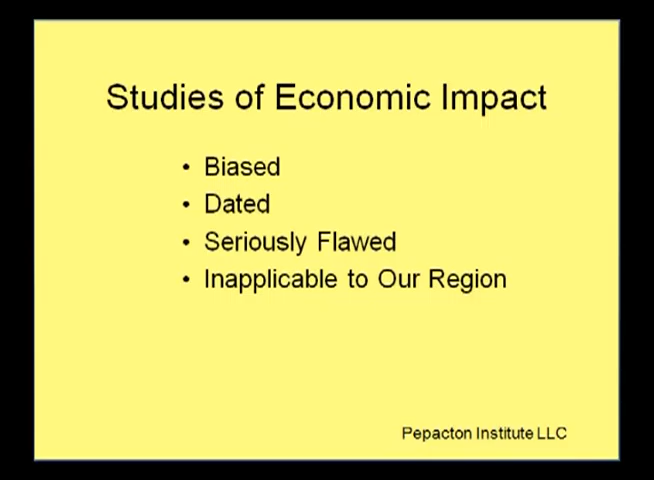 Studies of Economic Impact
• Biased
• Dated
• Seriously Flawed
• Inapplicable to Our Region
Pepacton Institute LLC